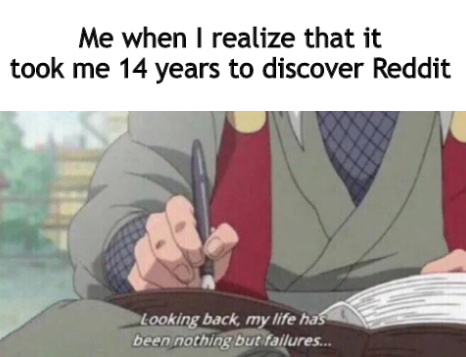 Me when I realize that it
took me 14 years to discover Reddit
Looking back, my life has
been nothing but failures...